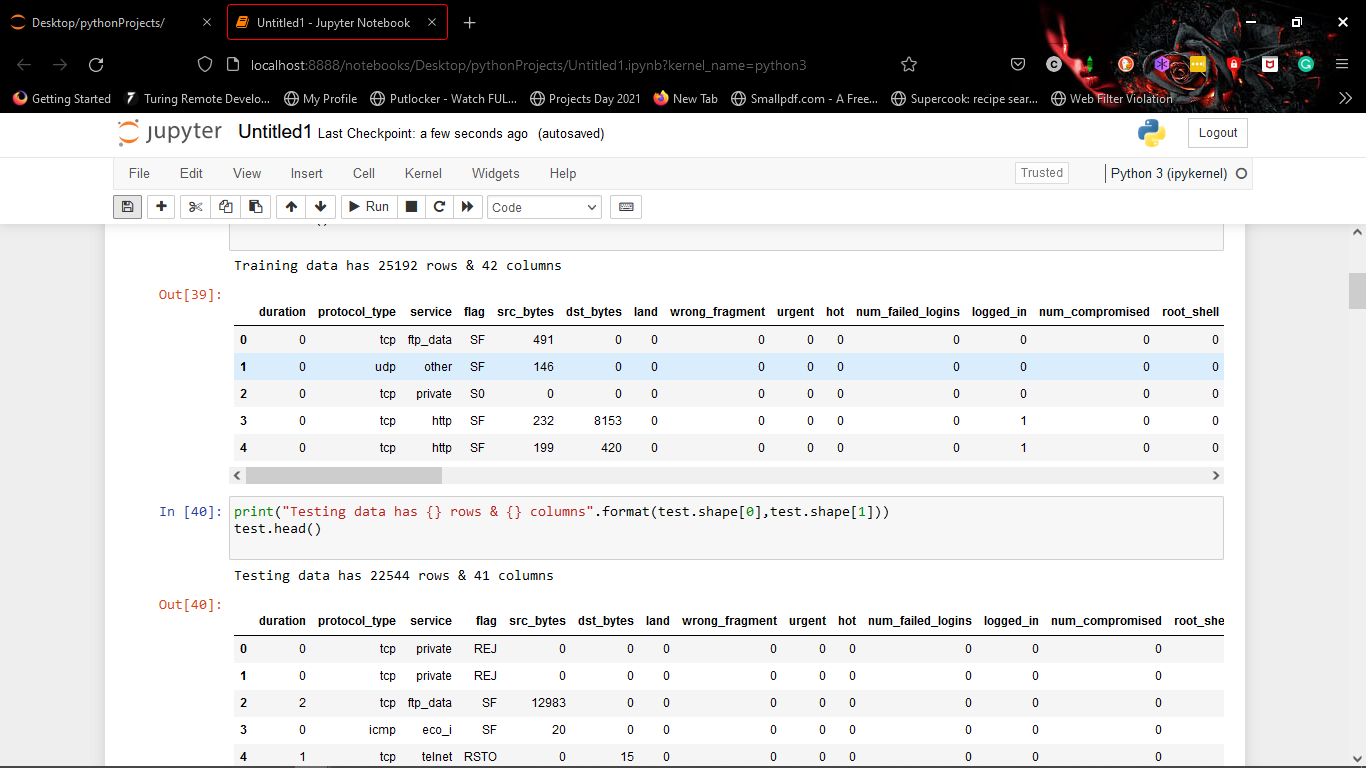 Desktop/pythonProjects/
Untitled1 - Jupyter Notebook
localhost:8888/notebooks/Desktop/pythonProjects/Untitled1.ipynb?kernel_name=python3
Getting Started Turing Remote Develo... My Profile Putlocker - Watch FUL... Projects Day 2021 New Tab Smallpdf.com - A Free... Supercook: recipe sear... Web Filter Violation
jupyter Untitled1 Last Checkpoint: a few seconds ago (autosaved)
Logout
File Edit View Insert Cell Kernel Widgets Help
Trusted
Python 3 (ipykernel)
Run
Code
Training data has 25192 rows & 42 columns
Out[39]:
duration protocol_type service flag src_bytes dst_bytes land wrong_fragment urgent hot num_failed_logins logged_in num_compromised root_shell
0 0 tcp ftp_data SF 491 0 0 0 0 0 0 0 0 0
1 0 udp other SF 146 0 0 0 0 0 0 0 0 0
2 0 tcp private S0 0 0 0 0 0 0 0 0 0 0
3 0 tcp http SF 232 8153 0 0 0 0 0 1 0 0
4 0 tcp http SF 199 420 0 0 0 0 0 1 0 0
In [40]:
print("Testing data has {} rows & {} columns".format(test.shape[0],test.shape[1]))
test.head()
Testing data has 22544 rows & 41 columns
Out[40]:
duration protocol_type service flag src_bytes dst_bytes land wrong_fragment urgent hot num_failed_logins logged_in num_compromised root_she
0 0 tcp private REJ 0 0 0 0 0 0 0 0 0
1 0 tcp private REJ 0 0 0 0 0 0 0 0 0
2 2 tcp ftp_data SF 12983 0 0 0 0 0 0 0 0
3 0 icmp eco_i SF 20 0 0 0 0 0 0 0 0
4 1 tcp telnet RSTO 0 15 0 0 0 0 0 0 0